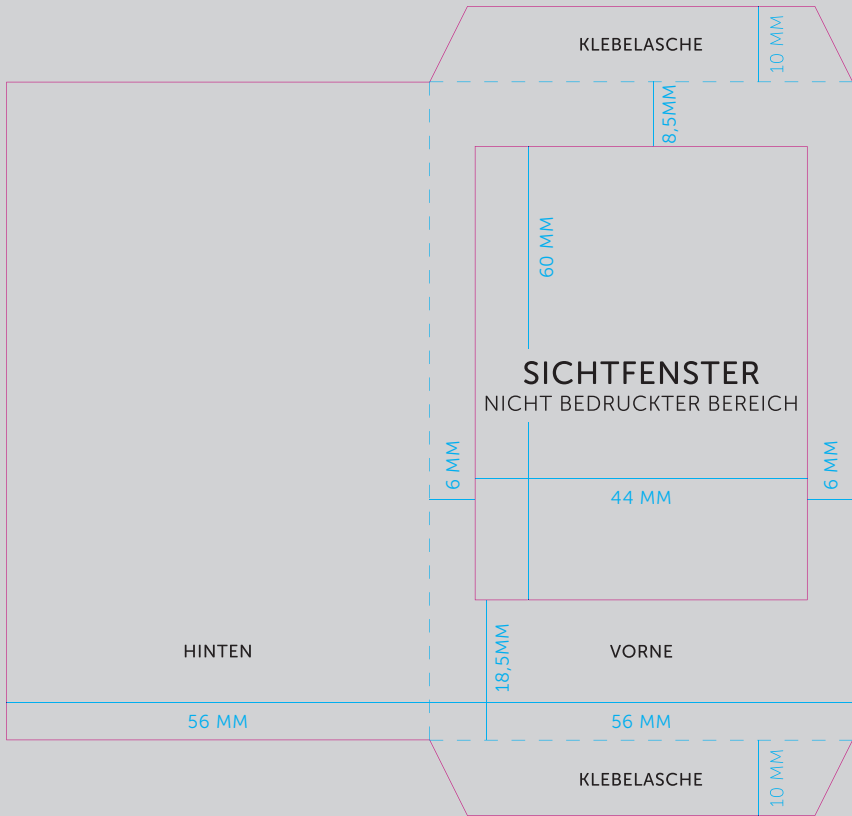 KLEBELASCHE
10 MM
8,5MM
60 MM
SICHTFENSTER
NICHT BEDRUCKTER BEREICH
6 MM
6 MM
44 MM
HINTEN
18,5MM
VORNE
56 MM
56 MM
KLEBELASCHE
10 MM